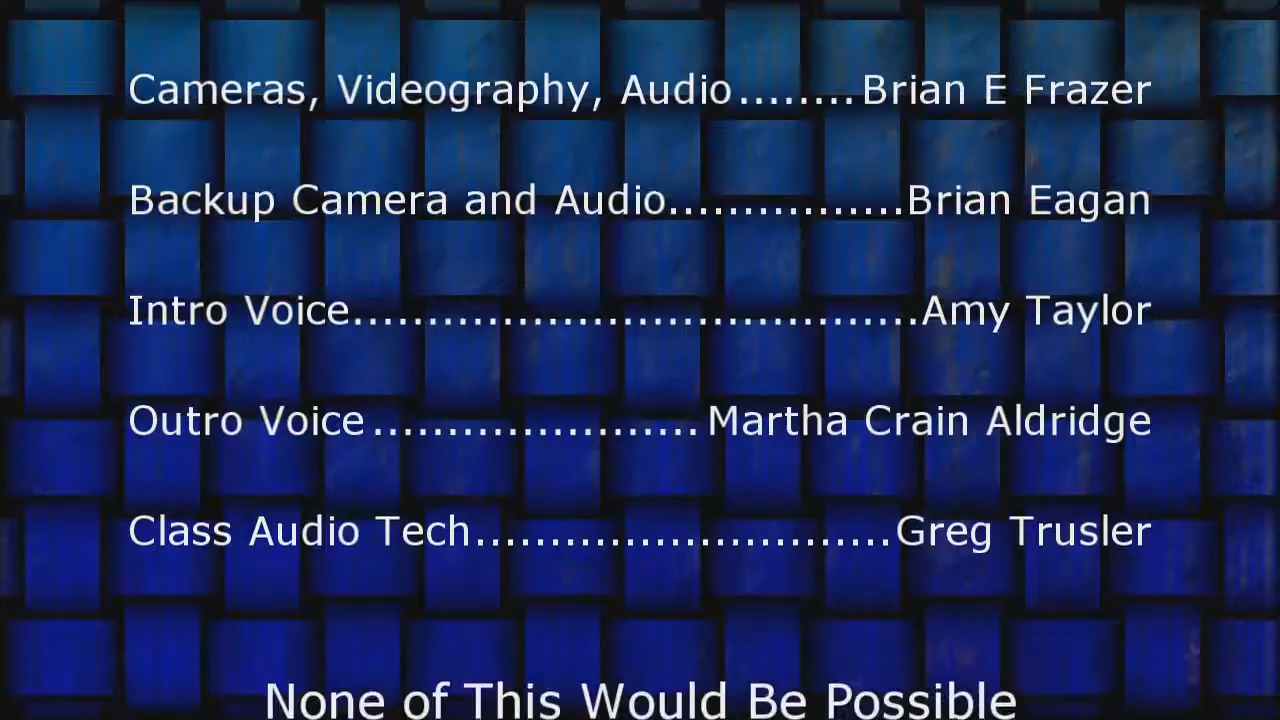 Cameras, Videography, Audio........Brian E Frazer
Backup Camera and Audio................Brian Eagan
Intro Voice......................................Amy Taylor
Outro Voice......................Martha Crain Aldridge
Class Audio Tech............................Greg Trusler
None of This Would Be Possible